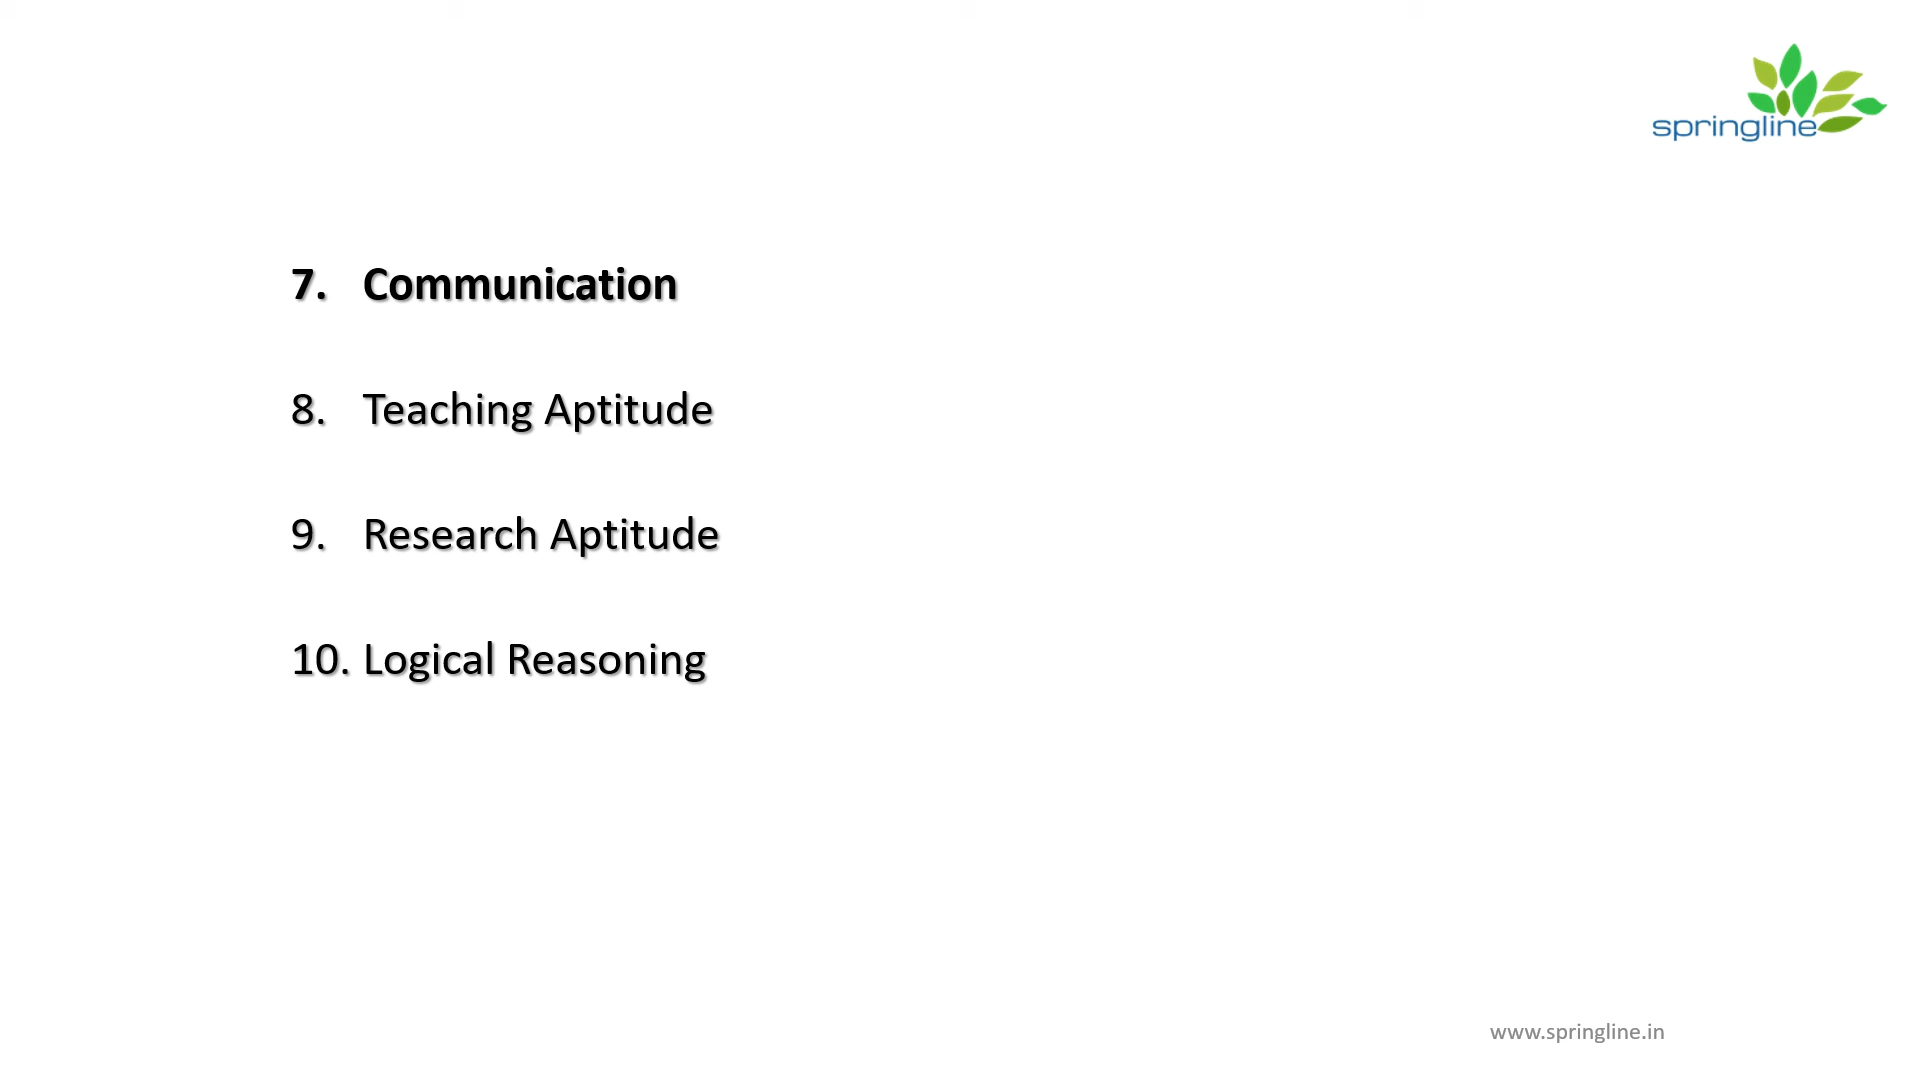 springline
7. Communication
8. Teaching Aptitude
9. Research Aptitude
10. Logical Reasoning
www.springline.in